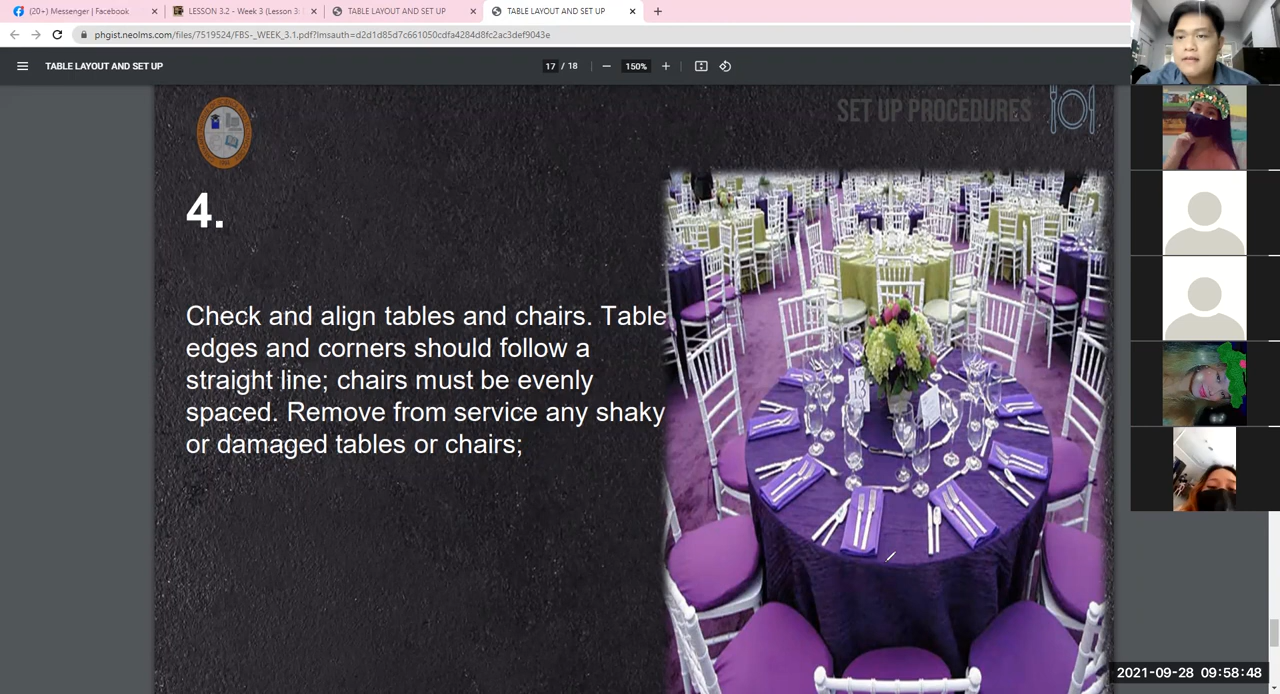 (20+) Messenger | Facebook
LESSON 3.2 - Week 3 (Lesson 3:
TABLE LAYOUT AND SET UP
TABLE LAYOUT AND SET UP
phgist.neolms.com/files/7519524/FBS-_WEEK_3.1.pdf?lmsauth=d2d1d85d7c661050cdfa4284d8fc2ac3def9043e
TABLE LAYOUT AND SET UP
17 / 18
150%
SET UP PROCEDURES
4.
Check and align tables and chairs. Table
edges and corners should follow a
straight line; chairs must be evenly
spaced. Remove from service any shaky
or damaged tables or chairs;
13
2021-09-28 09:58:48